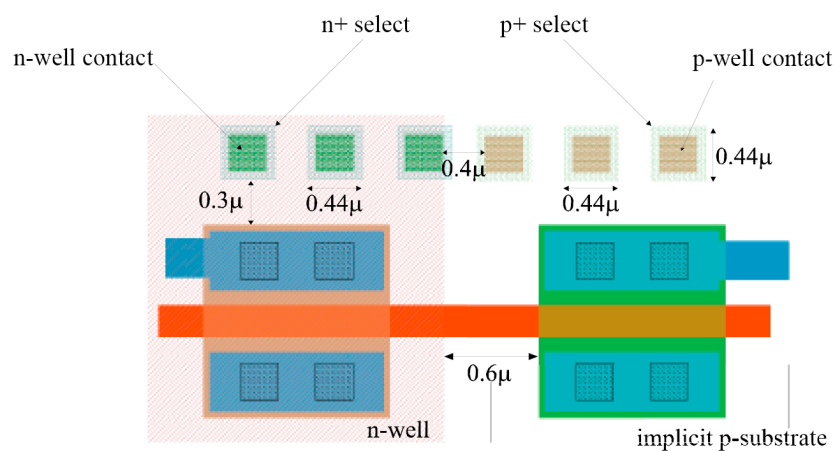 n+ select
p+ select
n-well contact
p-well contact
0.4μ
0.44μ
0.3μ
0.44μ
0.44μ
0.6μ
n-well
implicit p-substrate